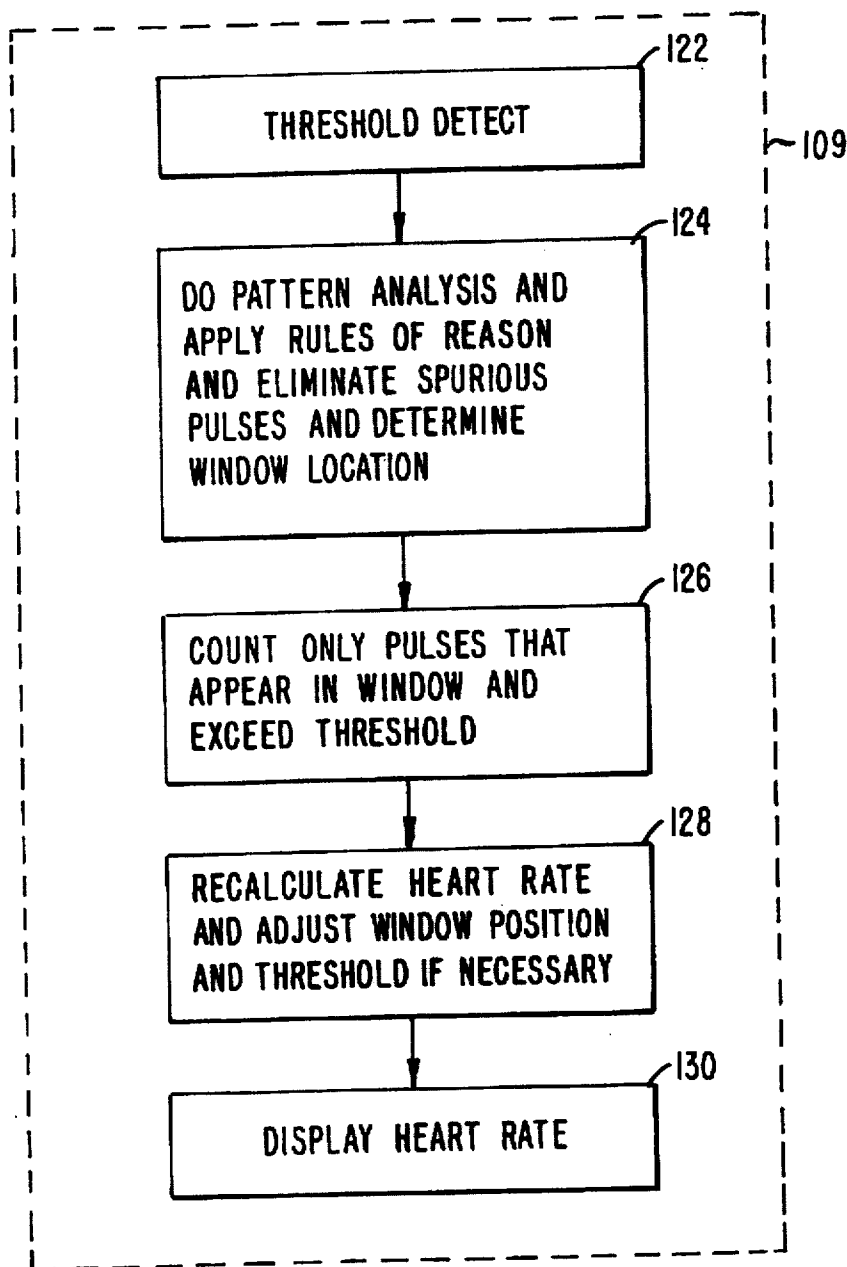 122
THRESHOLD DETECT
109
124
DO PATTERN ANALYSIS AND
APPLY RULES OF REASON
AND ELIMINATE SPURIOUS
PULSES AND DETERMINE
WINDOW LOCATION
126
COUNT ONLY PULSES THAT
APPEAR IN WINDOW AND
EXCEED THRESHOLD
128
RECALCULATE HEART RATE
AND ADJUST WINDOW POSITION
AND THRESHOLD IF NECESSARY
130
DISPLAY HEART RATE